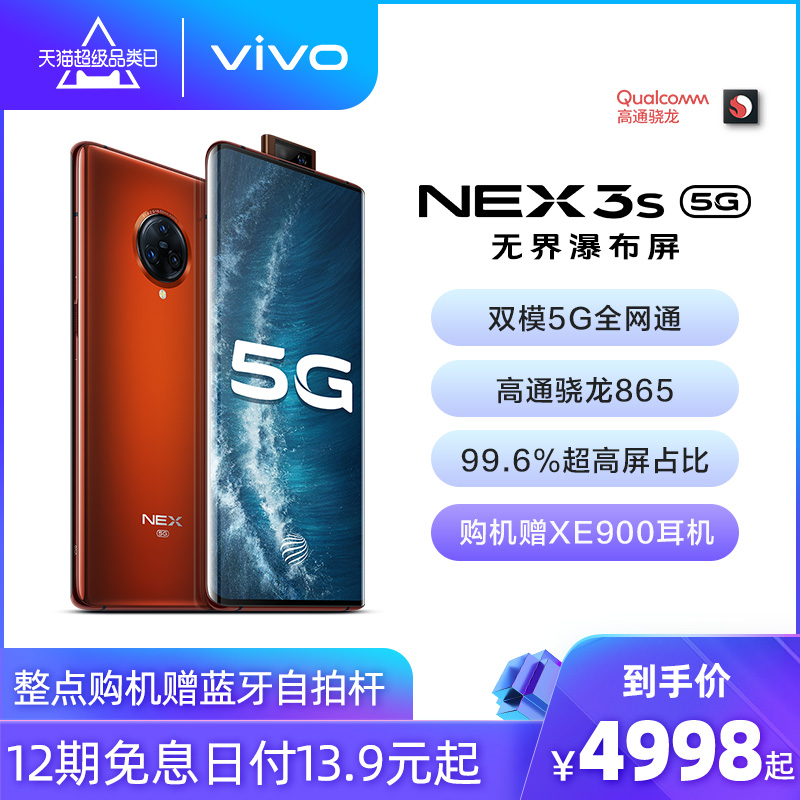 天猫超级品类日
vivo
Qualcomm
高通骁龙
NEX 3s 5G
无界瀑布屏
双模5G全网通
高通骁龙865
99.6%超高屏占比
购机赠XE900耳机
5G
NEX
5G
整点购机赠蓝牙自拍杆
12期免息日付13.9元起
到手价
¥4998起